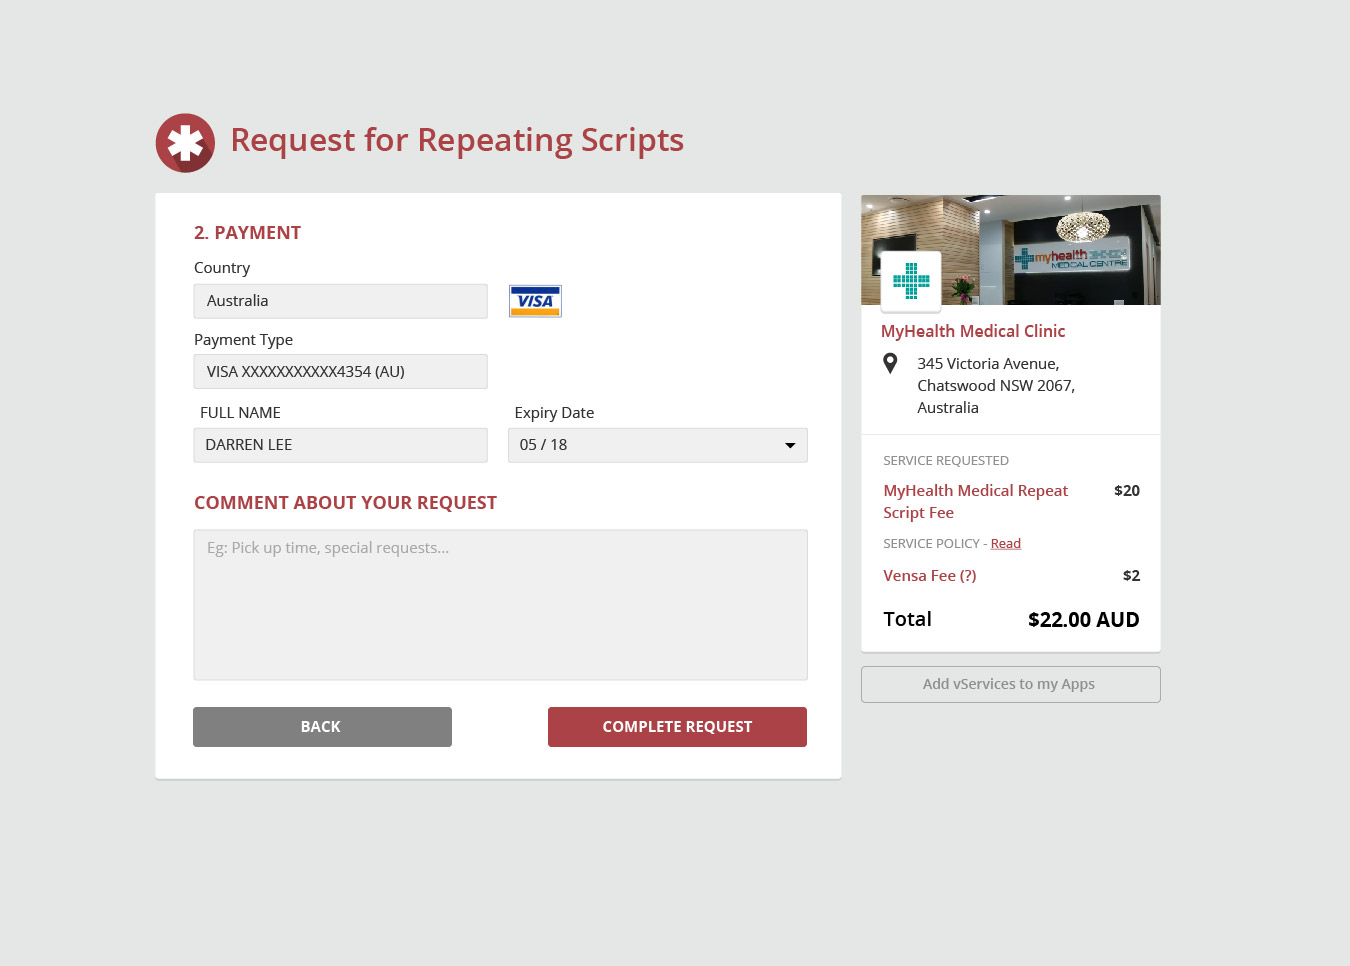 Request for Repeating Scripts
2. PAYMENT
Country
Australia
VISA
Payment Type
VISA XXXXXXXXXXX4354 (AU)
FULL NAME
Expiry Date
DARREN LEE
05 / 18
COMMENT ABOUT YOUR REQUEST
Eg: Pick up time, special requests...
BACK
COMPLETE REQUEST
myhealth
MEDICAL CENTRE
MyHealth Medical Clinic
345 Victoria Avenue,
Chatswood NSW 2067,
Australia
SERVICE REQUESTED
MyHealth Medical Repeat $20
Script Fee
SERVICE POLICY - Read
Vensa Fee (?) $2
Total $22.00 AUD
Add vServices to my Apps